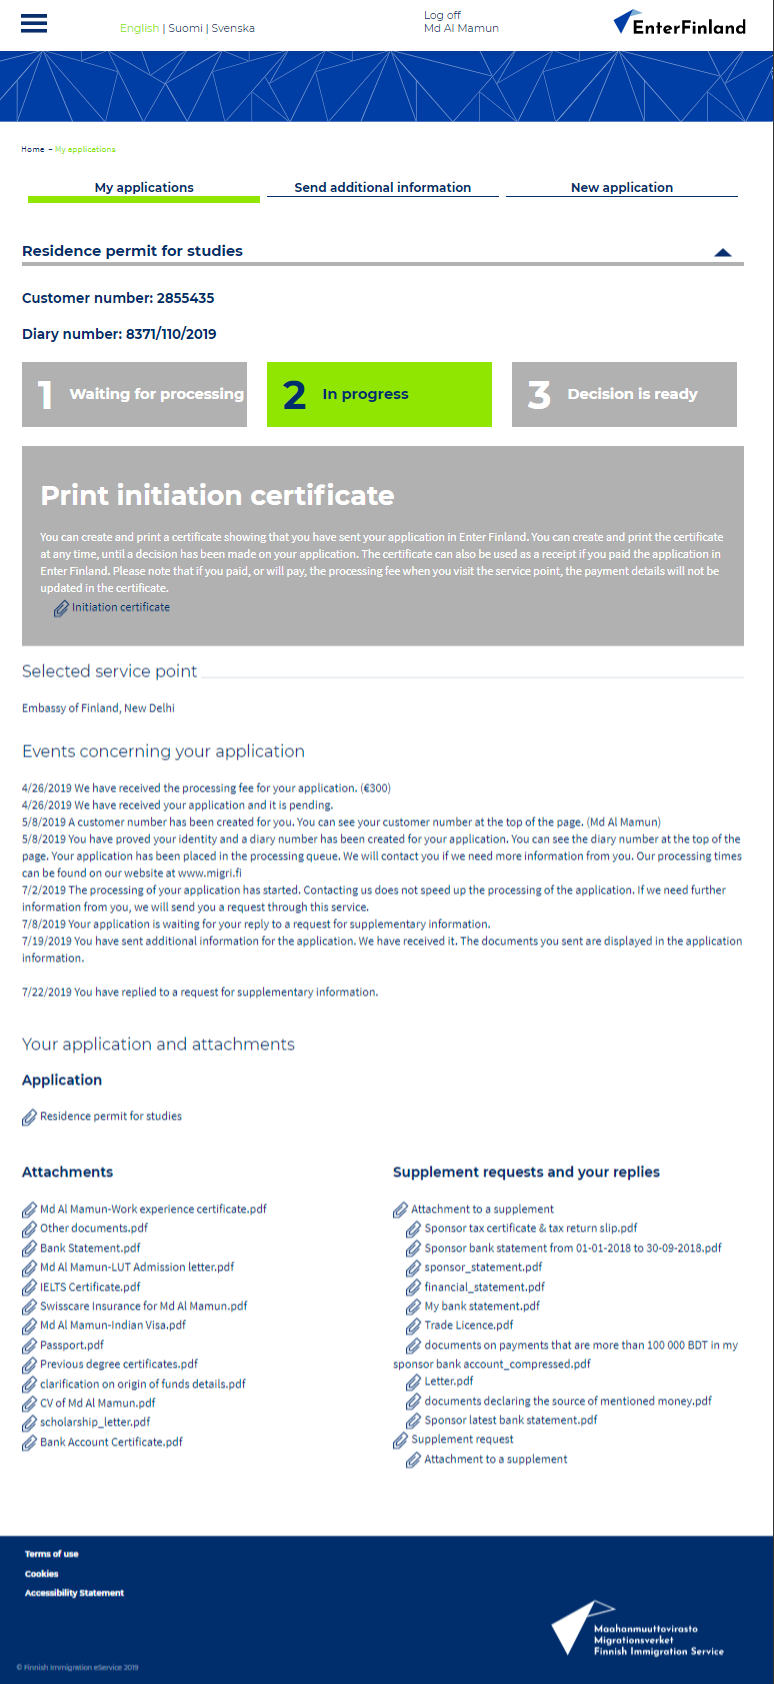 English | Suomi | Svenska
Log off
Md Al Mamun
EnterFinland
Home – My applications
My applications
Send additional information
New application
Residence permit for studies
Customer number: 2855435
Diary number: 8371/110/2019
1 Waiting for processing
2 In progress
3 Decision is ready
Print initiation certificate
You can create and print a certificate showing that you have sent your application in Enter Finland. You can create and print the certificate
at any time, until a decision has been made on your application. The certificate can also be used as a receipt if you paid the application in
Enter Finland. Please note that if you paid, or will pay, the processing fee when you visit the service point, the payment details will not be
updated in the certificate.
Initiation certificate
Selected service point
Embassy of Finland, New Delhi
Events concerning your application
4/26/2019 We have received the processing fee for your application. (€300)
4/26/2019 We have received your application and it is pending.
5/8/2019 A customer number has been created for you. You can see your customer number at the top of the page. (Md Al Mamun)
5/8/2019 You have proved your identity and a diary number has been created for your application. You can see the diary number at the top of the
page. Your application has been placed in the processing queue. We will contact you if we need more information from you. Our processing times
can be found on our website at www.migri.fi
7/2/2019 The processing of your application has started. Contacting us does not speed up the processing of the application. If we need further
information from you, we will send you a request through this service.
7/8/2019 Your application is waiting for your reply to a request for supplementary information.
7/19/2019 You have sent additional information for the application. We have received it. The documents you sent are displayed in the application
information.
7/22/2019 You have replied to a request for supplementary information.
Your application and attachments
Application
Residence permit for studies
Attachments
Md Al Mamun-Work experience certificate.pdf
Other documents.pdf
Bank Statement.pdf
Md Al Mamun-LUT Admission letter.pdf
IELTS Certificate.pdf
Swisscare Insurance for Md Al Mamun.pdf
Md Al Mamun-Indian Visa.pdf
Passport.pdf
Previous degree certificates.pdf
clarification on origin of funds details.pdf
CV of Md Al Mamun.pdf
scholarship_letter.pdf
Bank Account Certificate.pdf
Supplement requests and your replies
Attachment to a supplement
Sponsor tax certificate & tax return slip.pdf
Sponsor bank statement from 01-01-2018 to 30-09-2018.pdf
sponsor_statement.pdf
financial_statement.pdf
My bank statement.pdf
Trade Licence.pdf
documents on payments that are more than 100 000 BDT in my
sponsor bank account_compressed.pdf
Letter.pdf
documents declaring the source of mentioned money.pdf
Sponsor latest bank statement.pdf
Supplement request
Attachment to a supplement
Terms of use
Cookies
Accessibility Statement
Maahanmuuttovirasto
Migrationsverket
Finnish Immigration Service
© Finnish Immigration eService 2019